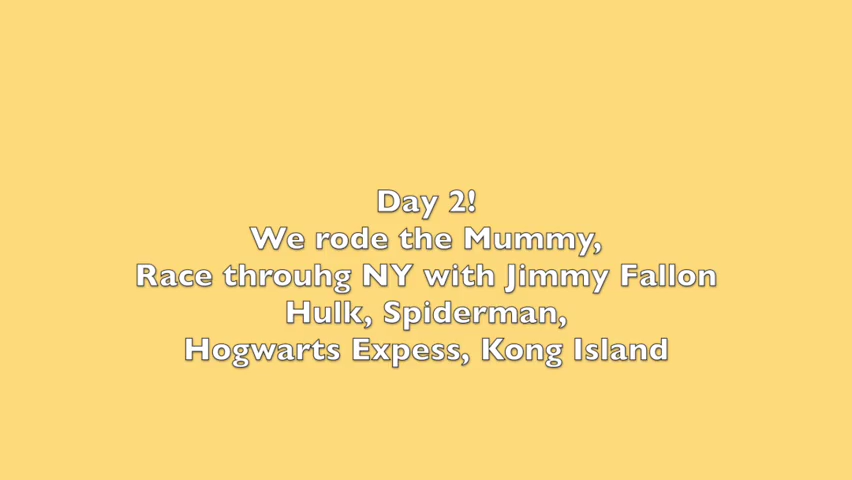 Day 2!
We rode the Mummy,
Race throuhg NY with Jimmy Fallon
Hulk, Spiderman,
Hogwarts Expess, Kong Island